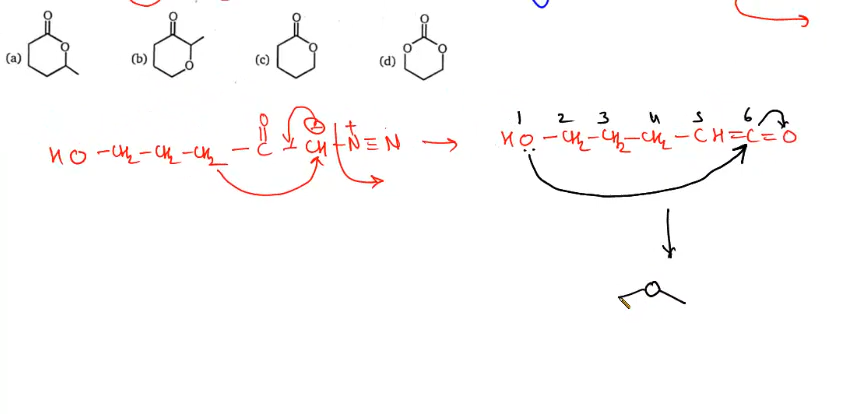 (a) O O (b) O O (c) O O (d) O O O
O + 1 2 3 4 5 6
HO-CH2-CH2-CH2-C-CH-N≡N → HO-CH2-CH2-CH2-CH=C=O
O